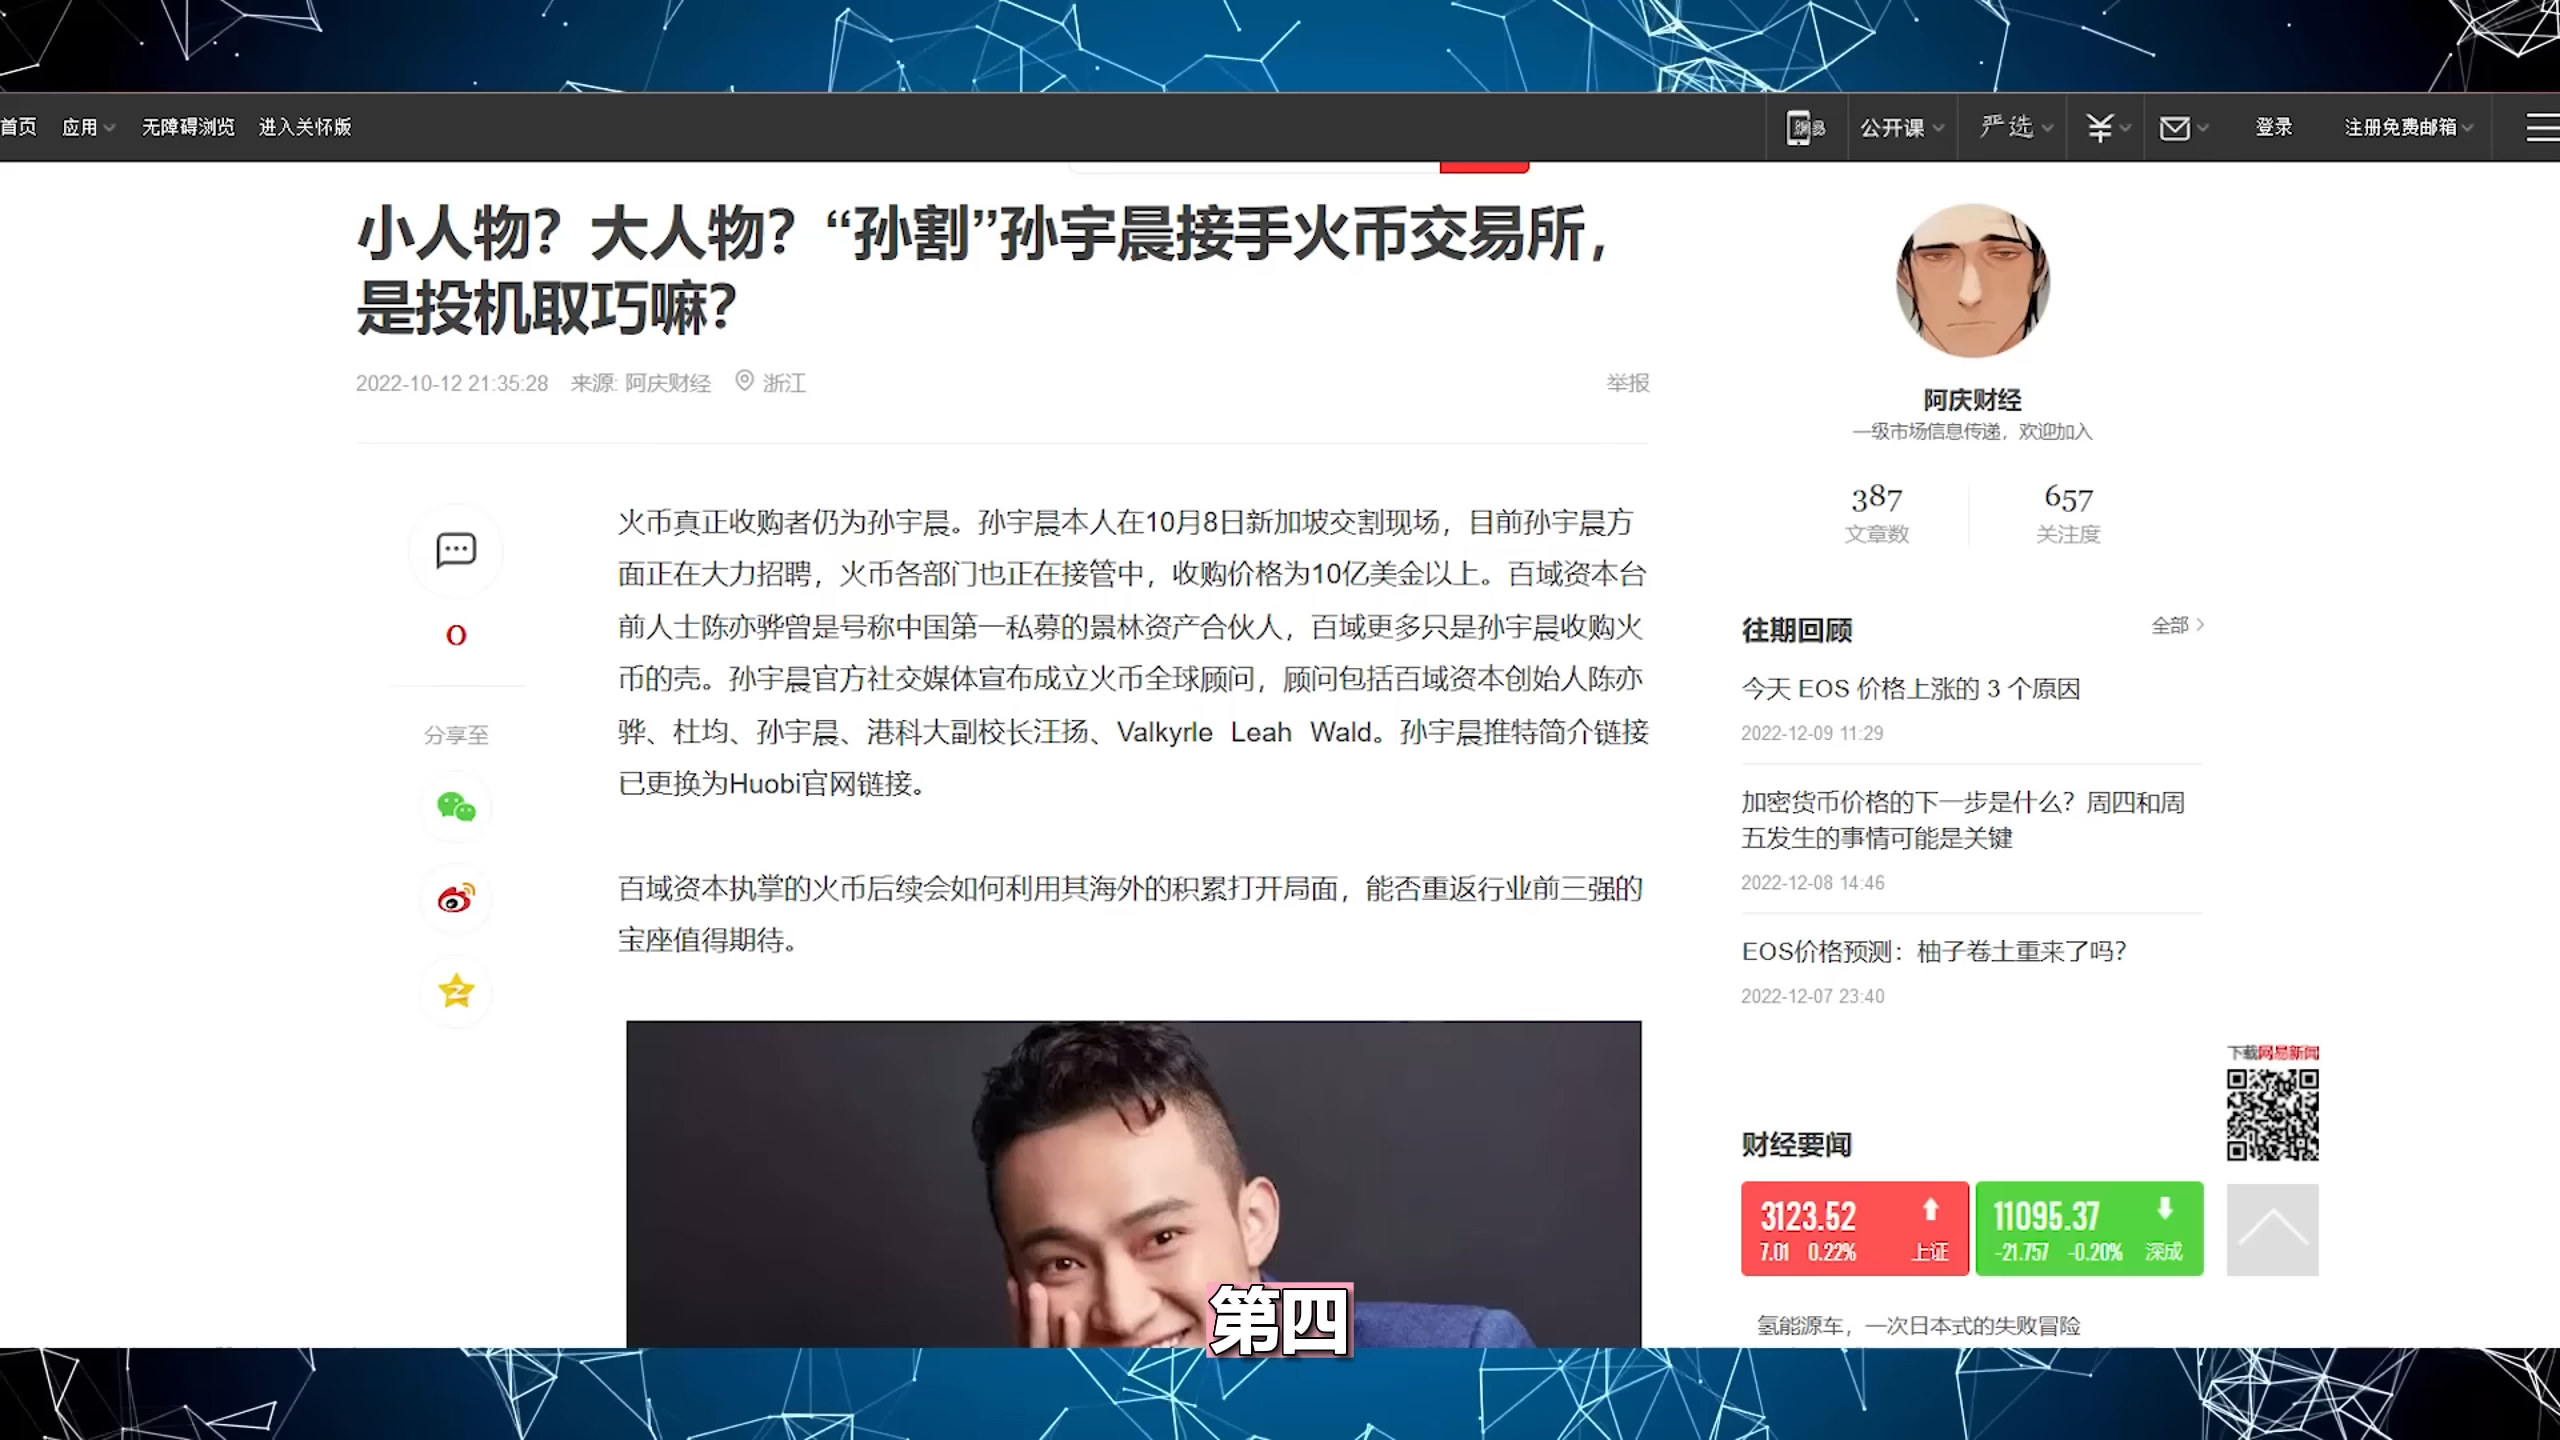 首页 应用 无障碍浏览 进入关怀版
公开课 严选 登录 注册免费邮箱
小人物？大人物？“孙割”孙宇晨接手火币交易所，
是投机取巧嘛？
2022-10-12 21:35:28 来源: 阿庆财经 浙江 举报
0
分享至
火币真正收购者仍为孙宇晨。孙宇晨本人在10月8日新加坡交割现场，目前孙宇晨方
面正在大力招聘，火币各部门也正在接管中，收购价格为10亿美金以上。百域资本台
前人士陈亦骅曾是号称中国第一私募的景林资产合伙人，百域更多只是孙宇晨收购火
币的壳。孙宇晨官方社交媒体宣布成立火币全球顾问，顾问包括百域资本创始人陈亦
骅、杜均、孙宇晨、港科大副校长汪扬、Valkyrle Leah Wald。孙宇晨推特简介链接
已更换为Huobi官网链接。
百域资本执掌的火币后续会如何利用其海外的积累打开局面，能否重返行业前三强的
宝座值得期待。
第四
阿庆财经
一级市场信息传递，欢迎加入
387 657
文章数 关注度
往期回顾 全部
今天 EOS 价格上涨的 3 个原因
2022-12-09 11:29
加密货币价格的下一步是什么？周四和周
五发生的事情可能是关键
2022-12-08 14:46
EOS价格预测：柚子卷土重来了吗？
2022-12-07 23:40
下载网易新闻
财经要闻
3123.52
7.01 0.22% 上证
11095.37
-21.757 -0.20% 深成
氢能源车，一次日本式的失败冒险